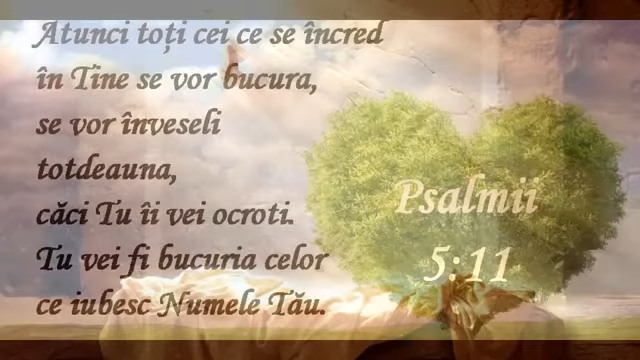 Atunci toți cei ce se încred
în Tine se vor bucura,
se vor înveseli
totdeauna,
căci Tu îi vei ocroti.
Tu vei fi bucuria celor
ce iubesc Numele Tău.
Psalmii
5:11